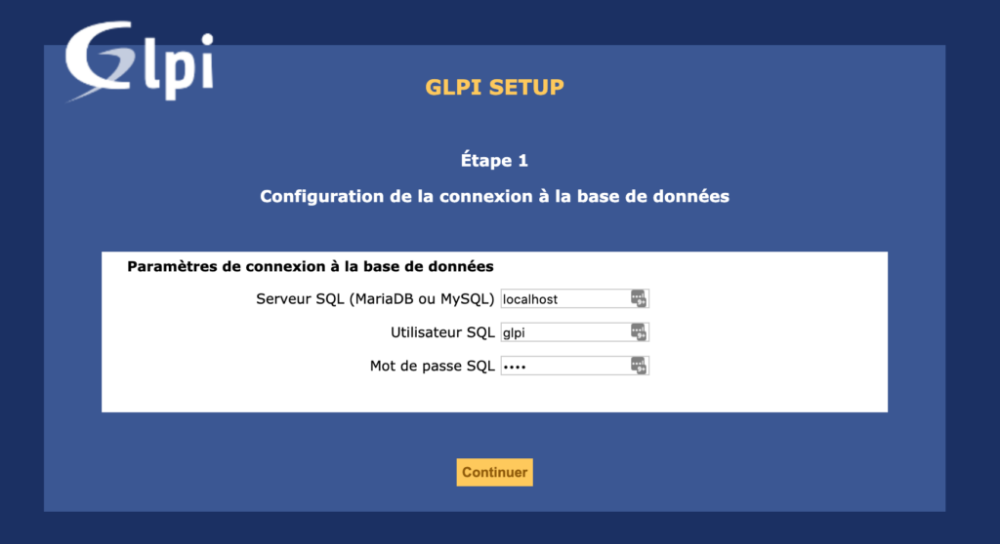 Glpi
GLPI SETUP
Étape 1
Configuration de la connexion à la base de données
Paramètres de connexion à la base de données
Serveur SQL (MariaDB ou MySQL) localhost
Utilisateur SQL glpi
Mot de passe SQL ••••
Continuer